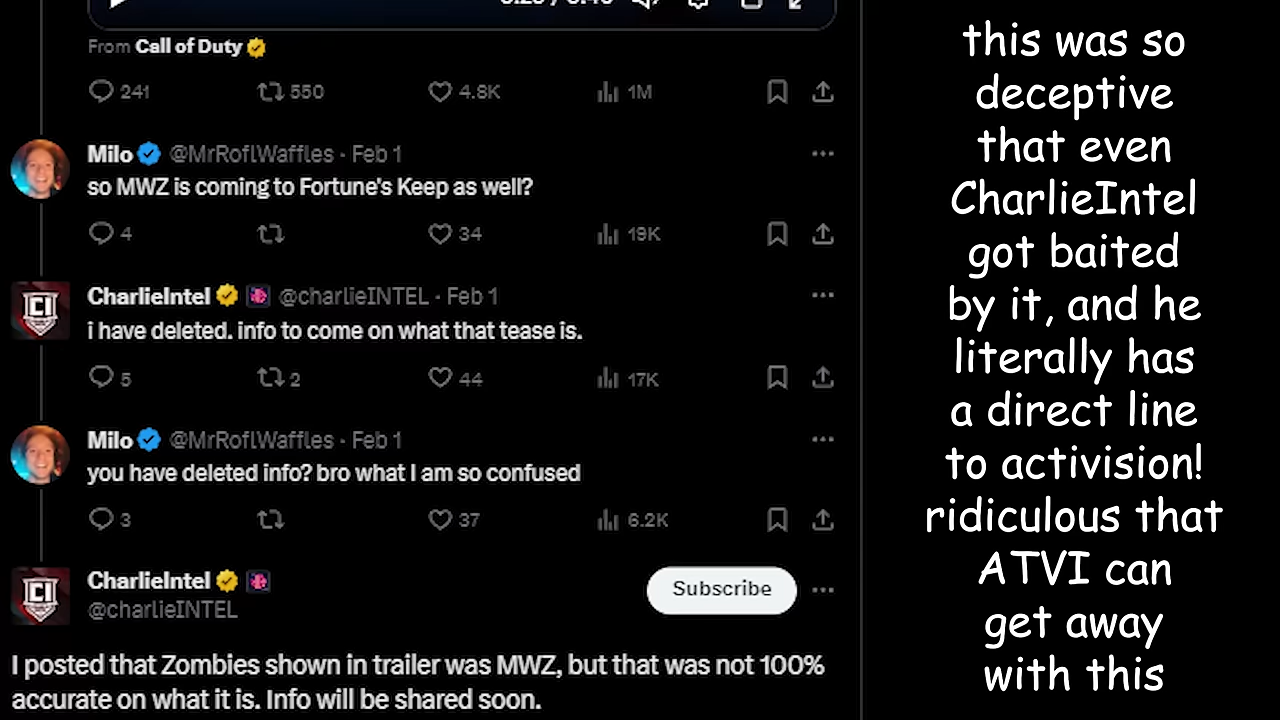 From Call of Duty
241 550 4.8K 1M
Milo @MrRoflWaffles · Feb 1
so MWZ is coming to Fortune's Keep as well?
4 34 19K
CharlieIntel @charlieINTEL · Feb 1
i have deleted. info to come on what that tease is.
5 2 44 17K
Milo @MrRoflWaffles · Feb 1
you have deleted info? bro what I am so confused
3 37 6.2K
CharlieIntel
@charlieINTEL
Subscribe
I posted that Zombies shown in trailer was MWZ, but that was not 100%
accurate on what it is. Info will be shared soon.
this was so
deceptive
that even
CharlieIntel
got baited
by it, and he
literally has
a direct line
to activision!
ridiculous that
ATVI can
get away
with this